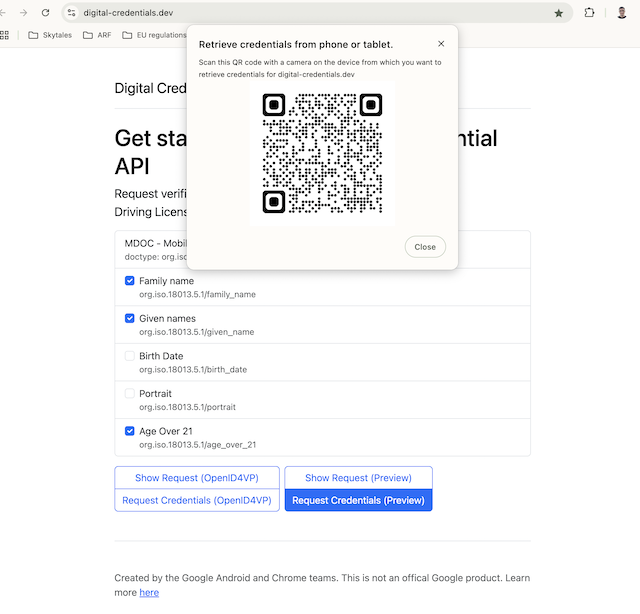 digital-credentials.dev
Skytales
ARF
EU regulations
Retrieve credentials from phone or tablet.
Scan this QR code with a camera on the device from which you want to
retrieve credentials for digital-credentials.dev
Close
Digital Cred
Get sta
ntial
API
Request verifi
Driving Licens
MDOC - Mobil
doctype: org.iso
Family name
org.iso.18013.5.1/family_name
Given names
org.iso.18013.5.1/given_name
Birth Date
org.iso.18013.5.1/birth_date
Portrait
org.iso.18013.5.1/portrait
Age Over 21
org.iso.18013.5.1/age_over_21
Show Request (OpenID4VP)
Show Request (Preview)
Request Credentials (OpenID4VP)
Request Credentials (Preview)
Created by the Google Android and Chrome teams. This is not an offical Google product. Learn
more here